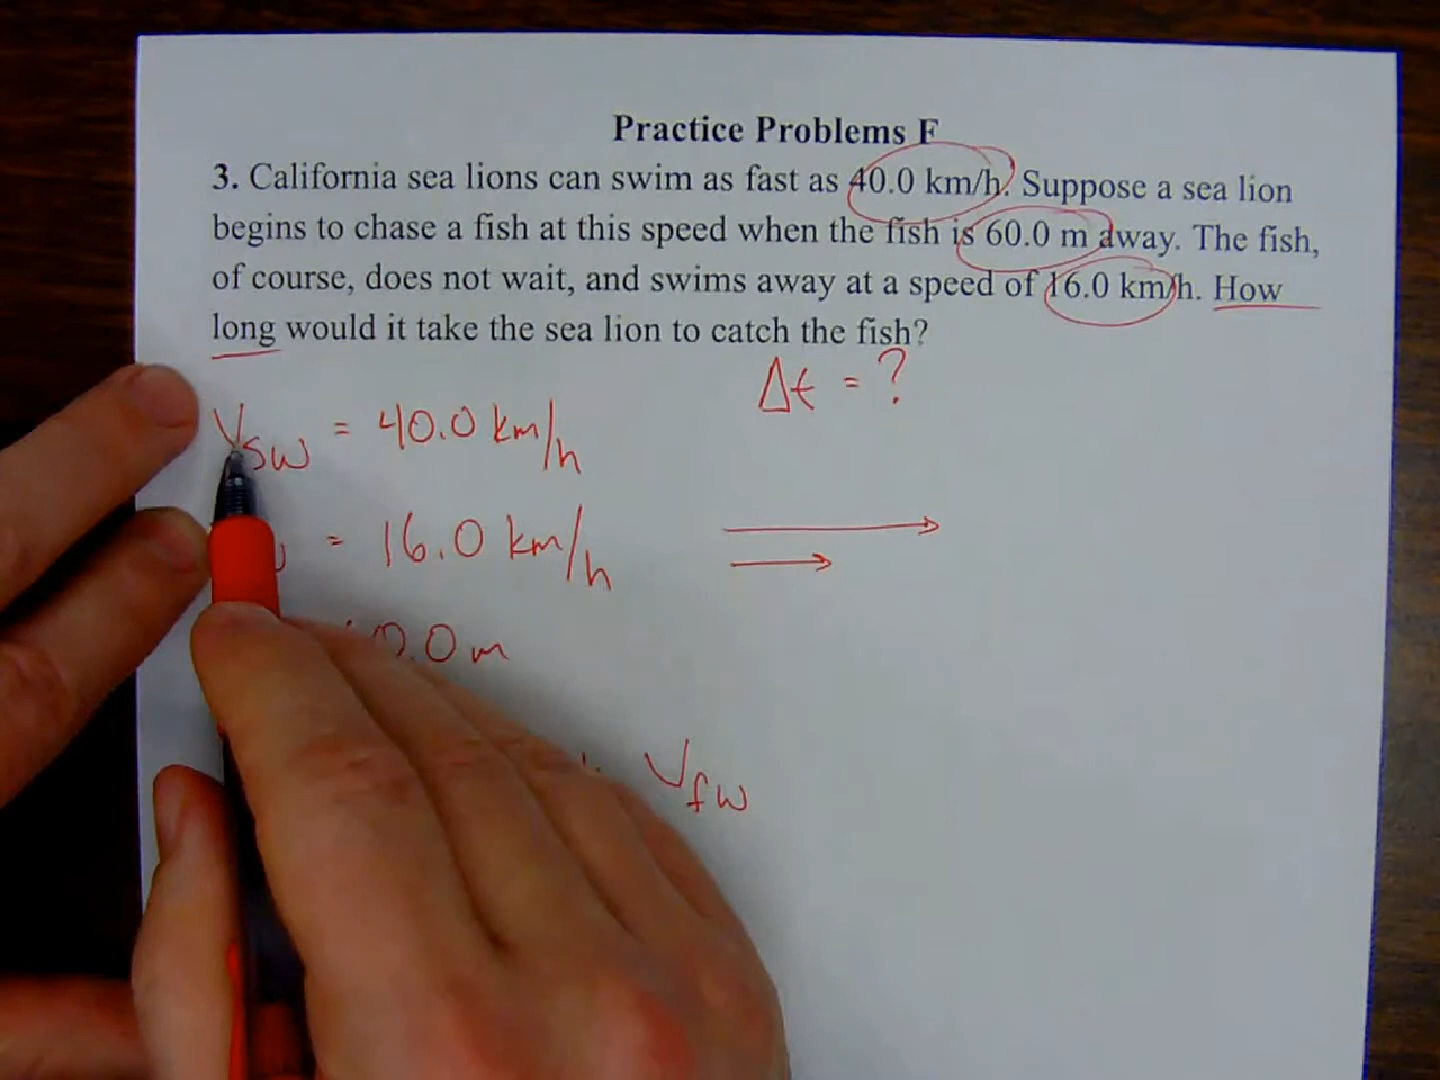 Practice Problems F
3. California sea lions can swim as fast as 40.0 km/h. Suppose a sea lion
begins to chase a fish at this speed when the fish is 60.0 m away. The fish,
of course, does not wait, and swims away at a speed of 16.0 km/h. How
long would it take the sea lion to catch the fish?
Δt = ?
Vsw = 40.0 km/h
= 16.0 km/h
0.0 m
Vfw